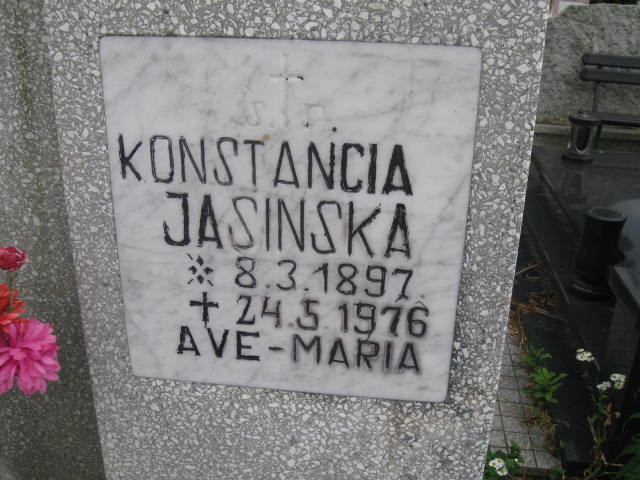 Ś. P.
KONSTANCIA
JASINSKA
* 8.3.1897
+ 24.5.1976
AVE-MARIA